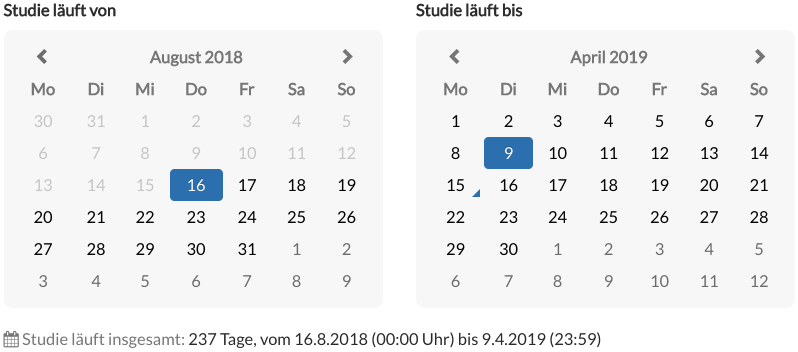 Studie läuft von
August 2018
Mo Di Mi Do Fr Sa So
30 31 1 2 3 4 5
6 7 8 9 10 11 12
13 14 15 16 17 18 19
20 21 22 23 24 25 26
27 28 29 30 31 1 2
3 4 5 6 7 8 9
Studie läuft bis
April 2019
Mo Di Mi Do Fr Sa So
1 2 3 4 5 6 7
8 9 10 11 12 13 14
15 16 17 18 19 20 21
22 23 24 25 26 27 28
29 30 1 2 3 4 5
6 7 8 9 10 11 12
Studie läuft insgesamt: 237 Tage, vom 16.8.2018 (00:00 Uhr) bis 9.4.2019 (23:59)